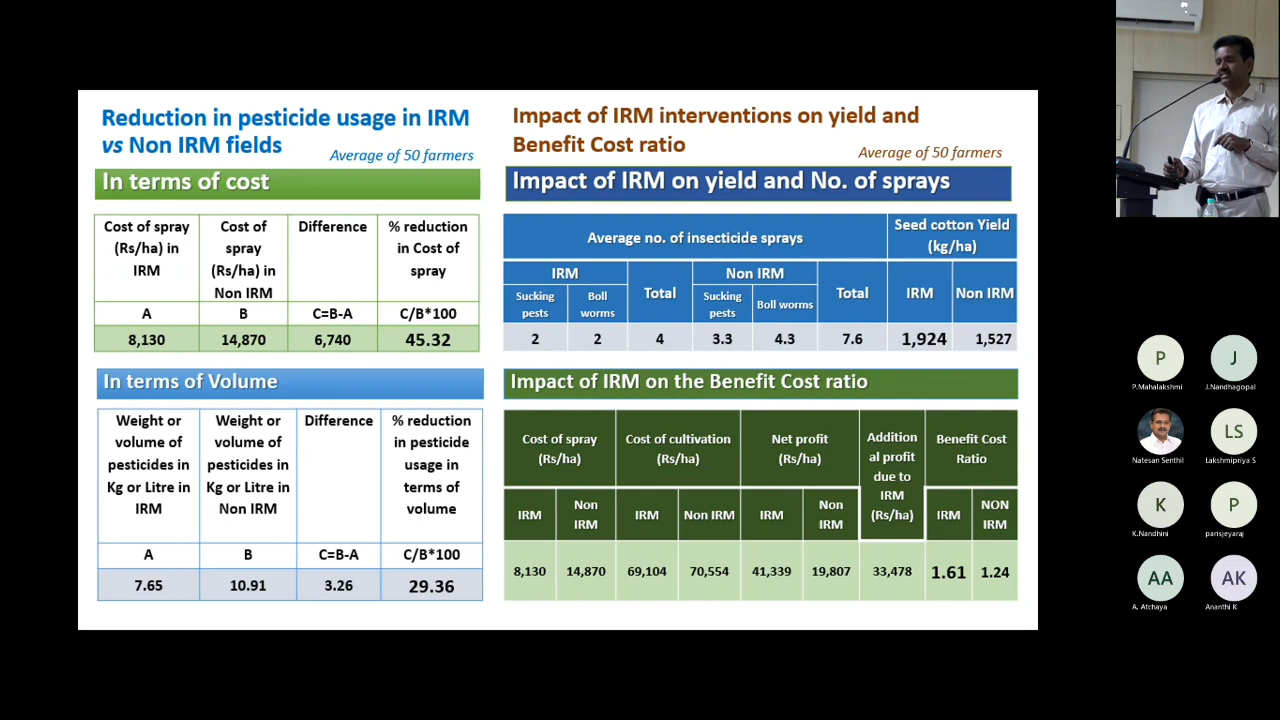 Reduction in pesticide usage in IRM
vs Non IRM fields
Average of 50 farmers
In terms of cost
Cost of spray (Rs/ha) in IRM
Cost of spray (Rs/ha) in Non IRM
Difference
% reduction in Cost of spray
A
B
C=B-A
C/B*100
8,130
14,870
6,740
45.32
In terms of Volume
Weight or volume of pesticides in Kg or Litre in IRM
Weight or volume of pesticides in Kg or Litre in Non IRM
Difference
% reduction in pesticide usage in terms of volume
A
B
C=B-A
C/B*100
7.65
10.91
3.26
29.36
Impact of IRM interventions on yield and
Benefit Cost ratio
Average of 50 farmers
Impact of IRM on yield and No. of sprays
Average no. of insecticide sprays
Seed cotton Yield (kg/ha)
IRM
Total
Non IRM
Total
IRM
Non IRM
Sucking pests
Boll worms
Sucking pests
Boll worms
2
2
4
3.3
4.3
7.6
1,924
1,527
Impact of IRM on the Benefit Cost ratio
Cost of spray (Rs/ha)
Cost of cultivation (Rs/ha)
Net profit (Rs/ha)
Addition al profit due to IRM (Rs/ha)
Benefit Cost Ratio
IRM
Non IRM
IRM
Non IRM
IRM
Non IRM
IRM
NON IRM
8,130
14,870
69,104
70,554
41,339
19,807
33,478
1.61
1.24
P
J
P.Mahalakshmi
J.Nandhagopal
LS
Natesan Senthil
Lakshmipriya S
K
P
K.Nandhini
parisjeyaraj
AA
AK
A. Atchaya
Ananthi K